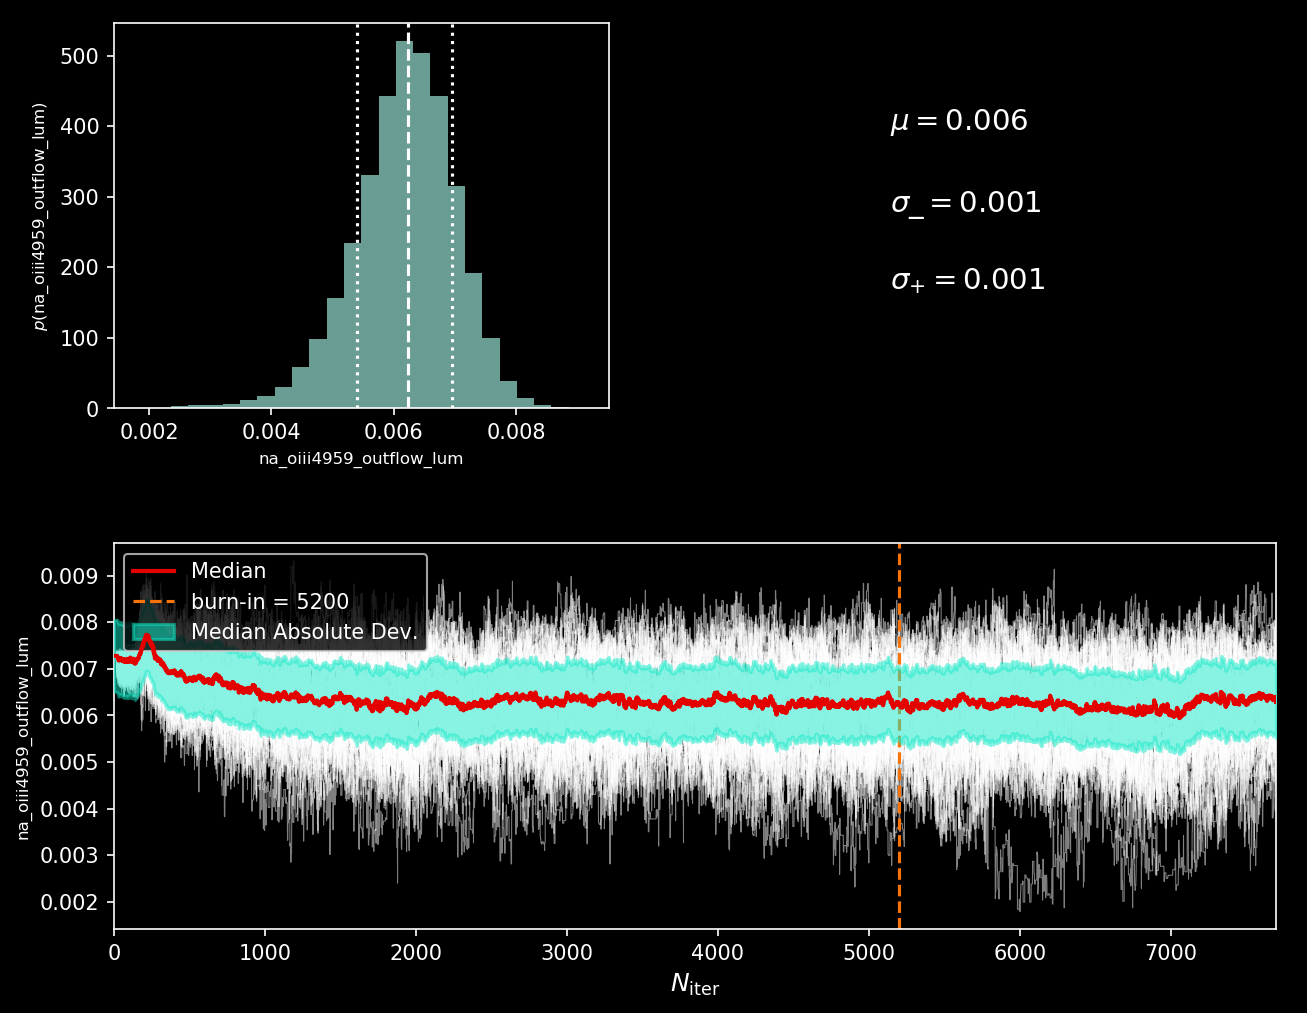 500
400
300
200
100
0
p(na_oiii4959_outflow_lum)
0.002 0.004 0.006 0.008
na_oiii4959_outflow_lum
μ = 0.006
σ₋ = 0.001
σ₊ = 0.001
0.009
0.008
0.007
0.006
0.005
0.004
0.003
0.002
na_oiii4959_outflow_lum
Median
burn-in = 5200
Median Absolute Dev.
0 1000 2000 3000 4000 5000 6000 7000
N_iter